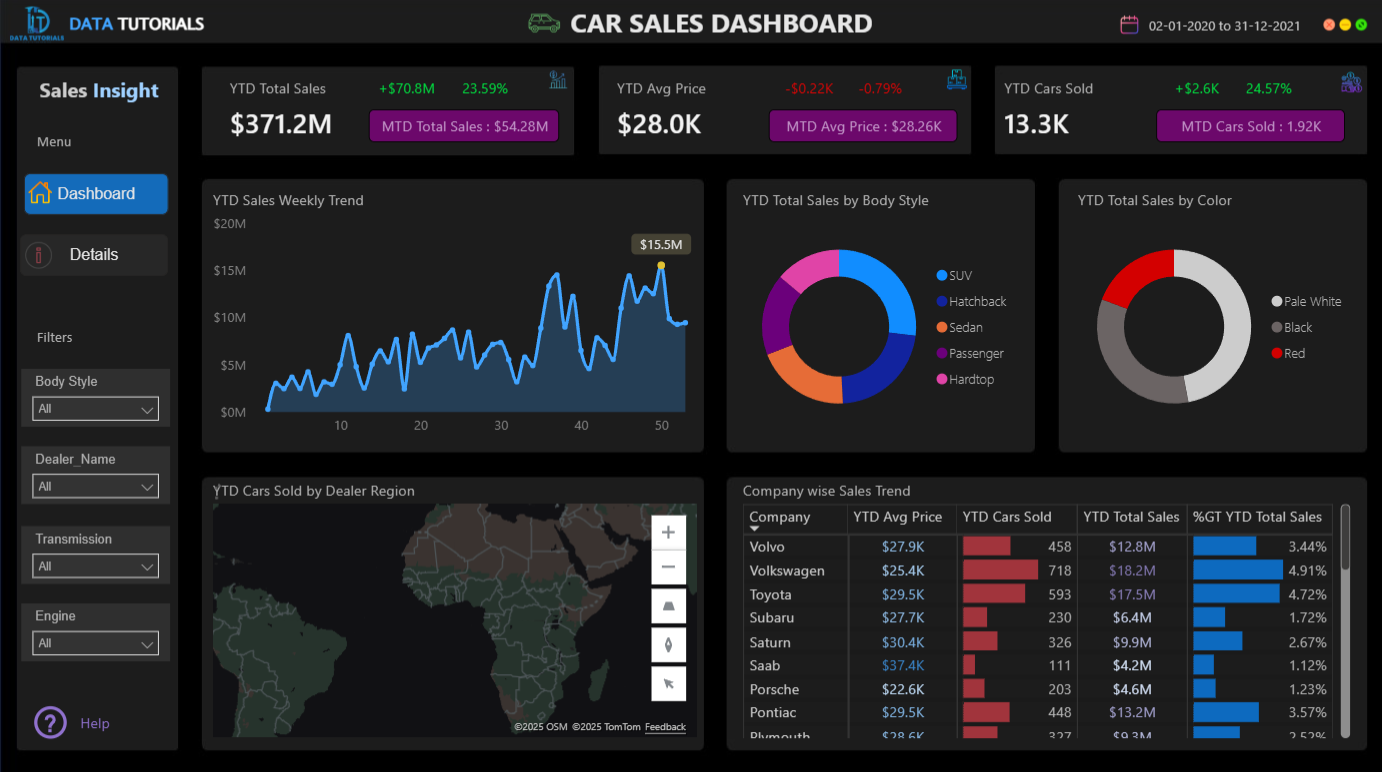 DATA TUTORIALS
DATA TUTORIALS
CAR SALES DASHBOARD
02-01-2020 to 31-12-2021
Sales Insight
Menu
Dashboard
Details
Filters
Body Style
All
Dealer_Name
All
Transmission
All
Engine
All
Help
YTD Total Sales
+$70.8M 23.59%
$371.2M
MTD Total Sales : $54.28M
YTD Avg Price
-$0.22K -0.79%
$28.0K
MTD Avg Price : $28.26K
YTD Cars Sold
+$2.6K 24.57%
13.3K
MTD Cars Sold : 1.92K
YTD Sales Weekly Trend
$20M
$15M
$10M
$5M
$0M
$15.5M
10 20 30 40 50
YTD Total Sales by Body Style
SUV
Hatchback
Sedan
Passenger
Hardtop
YTD Total Sales by Color
Pale White
Black
Red
YTD Cars Sold by Dealer Region
©2025 OSM ©2025 TomTom Feedback
Company wise Sales Trend
Company YTD Avg Price YTD Cars Sold YTD Total Sales %GT YTD Total Sales
Volvo $27.9K 458 $12.8M 3.44%
Volkswagen $25.4K 718 $18.2M 4.91%
Toyota $29.5K 593 $17.5M 4.72%
Subaru $27.7K 230 $6.4M 1.72%
Saturn $30.4K 326 $9.9M 2.67%
Saab $37.4K 111 $4.2M 1.12%
Porsche $22.6K 203 $4.6M 1.23%
Pontiac $29.5K 448 $13.2M 3.57%
Plymouth $28.6K 327 $9.3M 2.52%